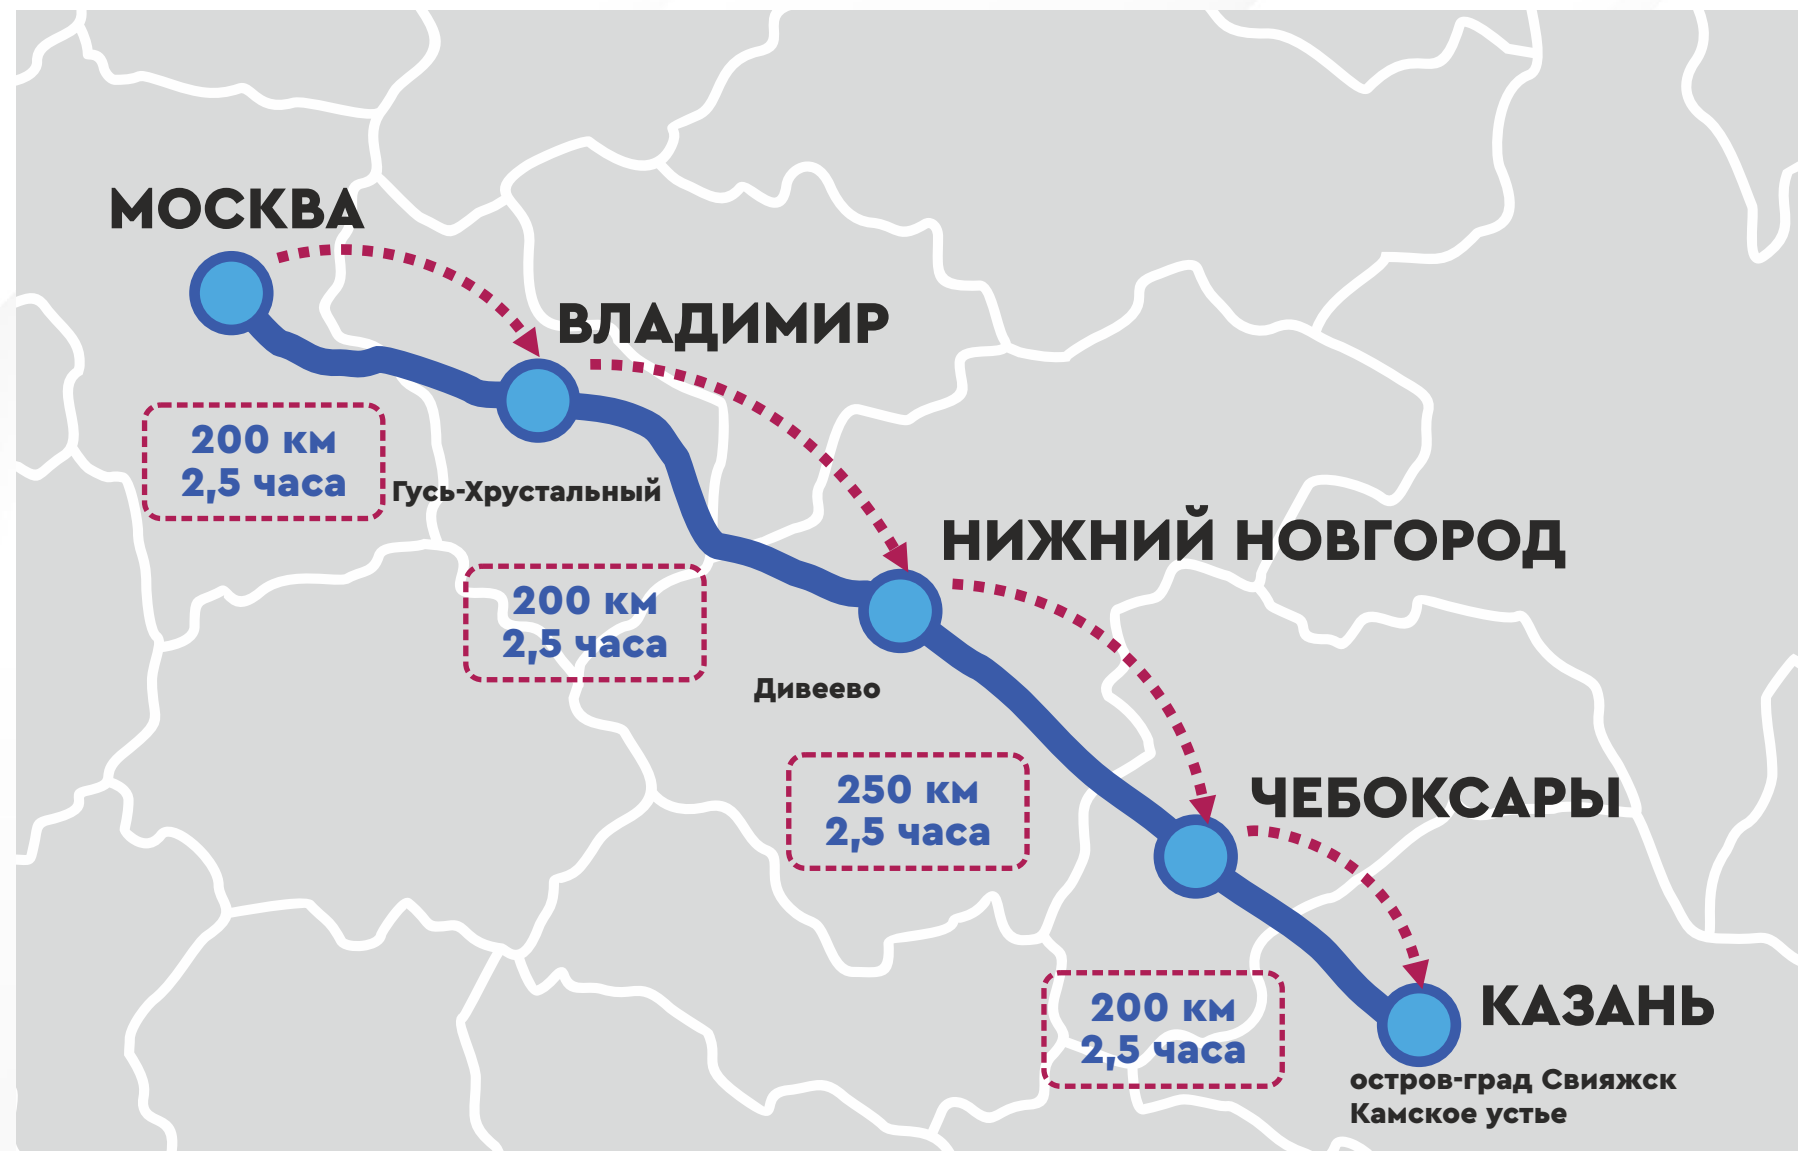 МОСКВА
ВЛАДИМИР
200 км
2,5 часа
Гусь-Хрустальный
НИЖНИЙ НОВГОРОД
200 км
2,5 часа
Дивеево
250 км
2,5 часа
ЧЕБОКСАРЫ
200 км
2,5 часа
КАЗАНЬ
остров-град Свияжск
Камское устье